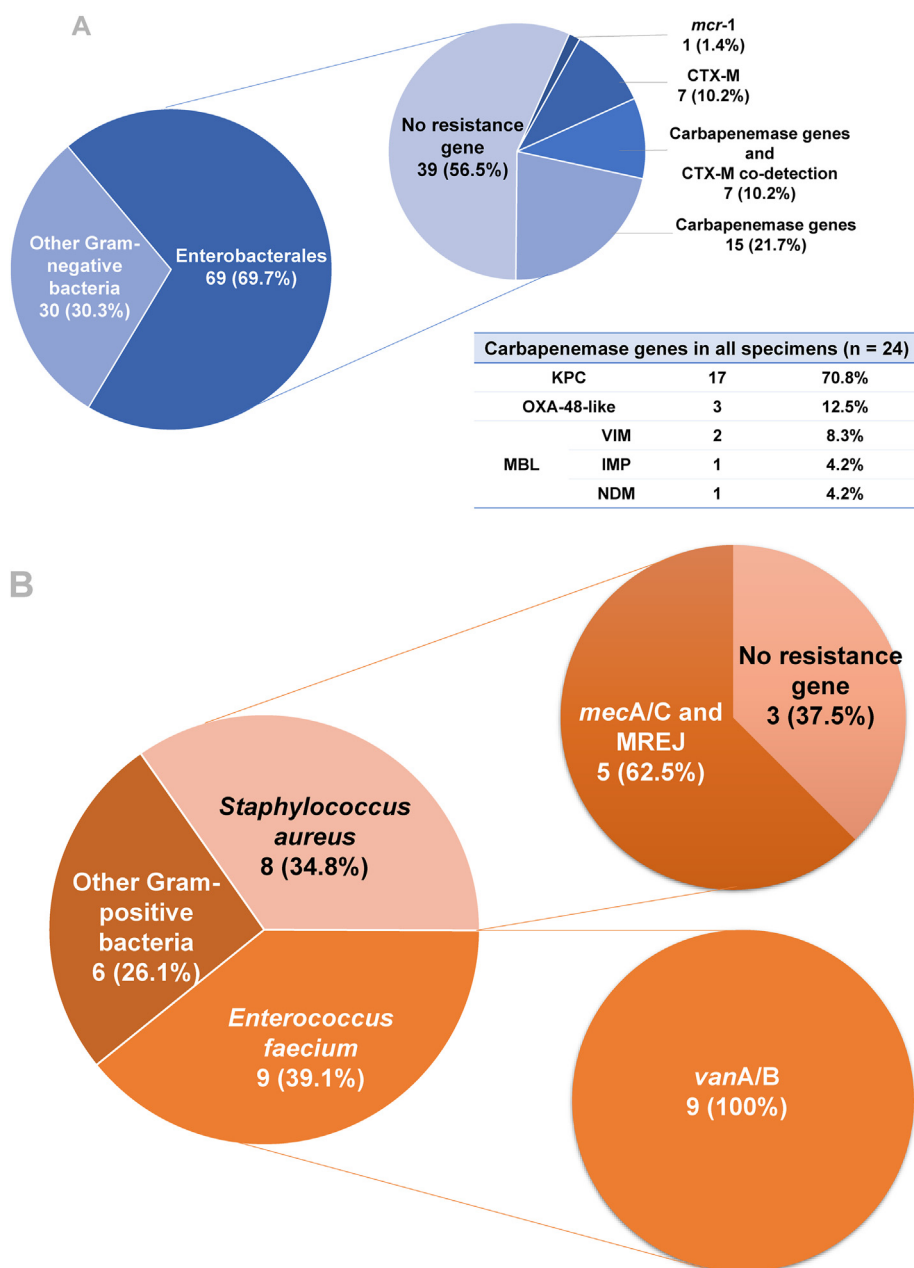 A
mcr-1
1 (1.4%)
CTX-M
7 (10.2%)
Carbapenemase genes
and
CTX-M co-detection
7 (10.2%)
Carbapenemase genes
15 (21.7%)
No resistance
gene
39 (56.5%)
Other Gram-
negative
bacteria
30 (30.3%)
Enterobacterales
69 (69.7%)
Carbapenemase genes in all specimens (n = 24)
KPC 17 70.8%
OXA-48-like 3 12.5%
MBL VIM 2 8.3%
IMP 1 4.2%
NDM 1 4.2%
B
No resistance
gene
3 (37.5%)
mecA/C and
MREJ
5 (62.5%)
Staphylococcus
aureus
8 (34.8%)
Other Gram-
positive
bacteria
6 (26.1%)
Enterococcus
faecium
9 (39.1%)
vanA/B
9 (100%)